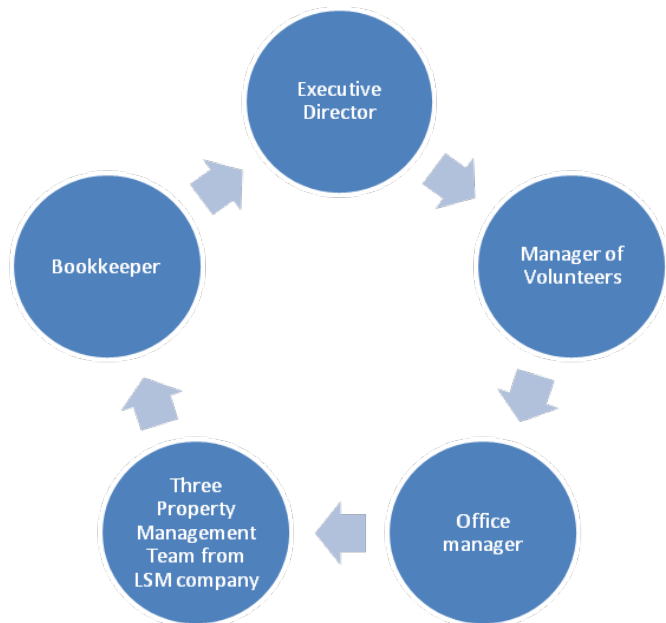 Executive
Director
Manager of
Volunteers
Office
manager
Three
Property
Management
Team from
LSM company
Bookkeeper